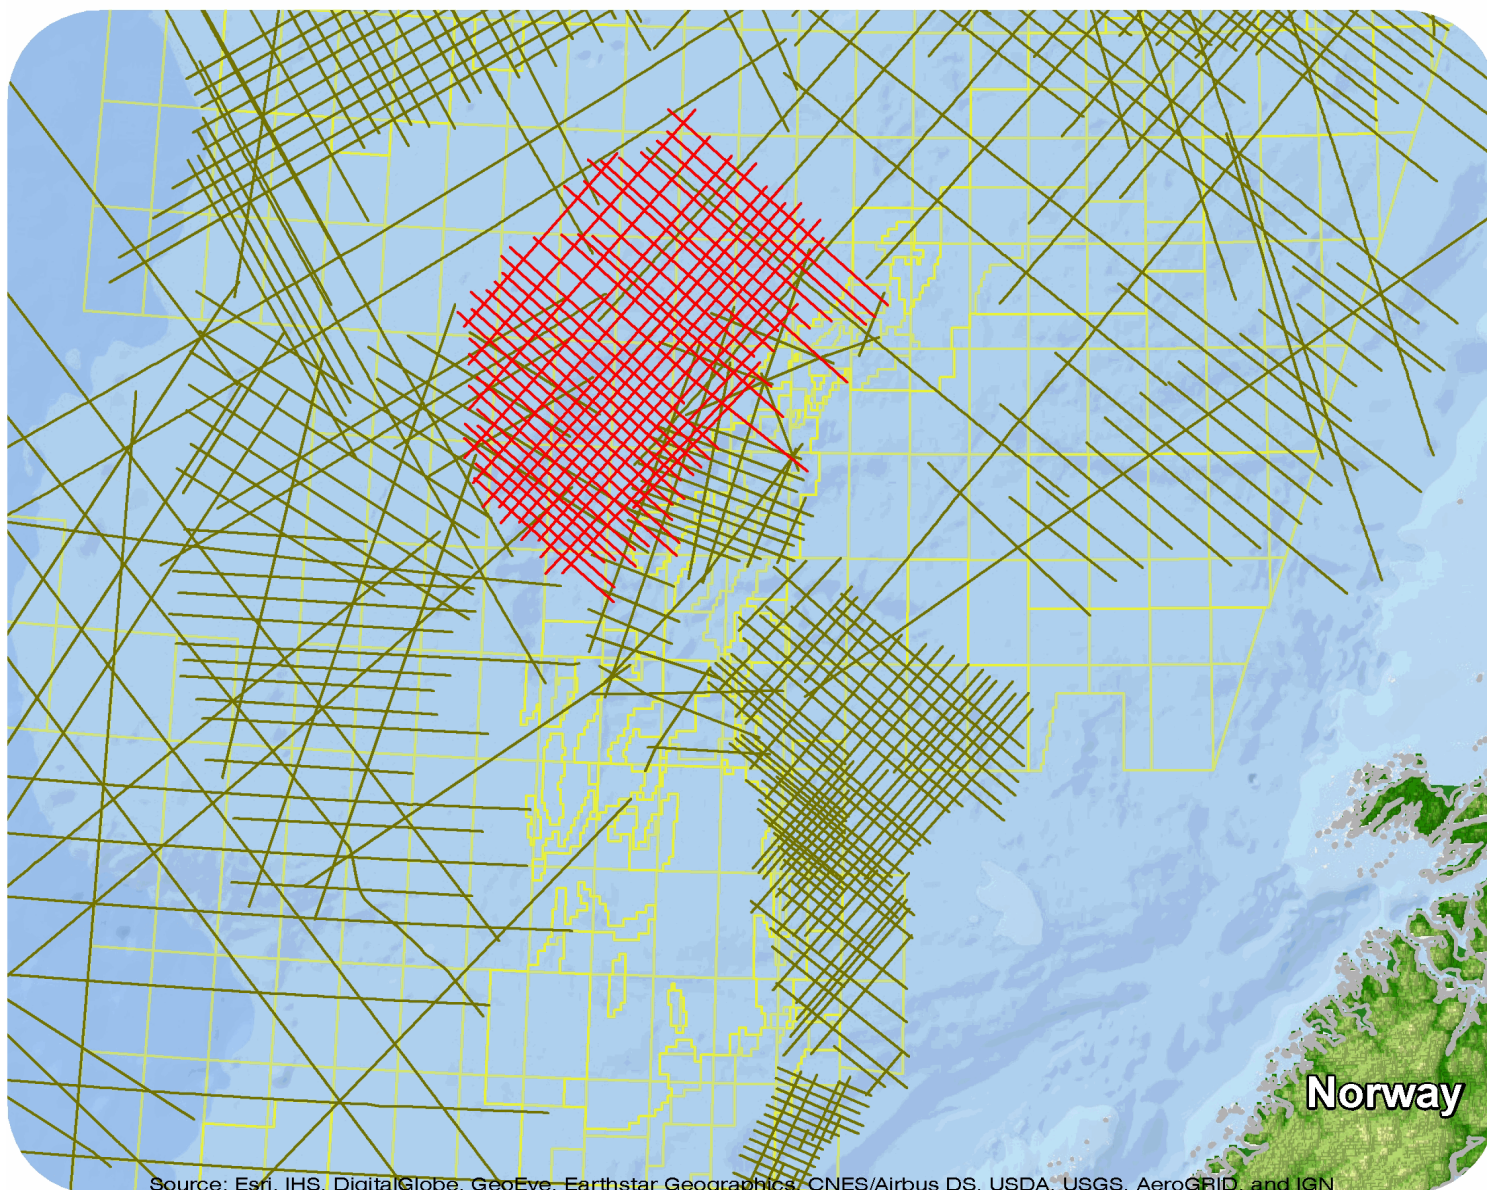 Norway
Source: Esri, IHS, DigitalGlobe, GeoEye, Earthstar Geographics, CNES/Airbus DS, USDA, USGS, AeroGRID, and IGN